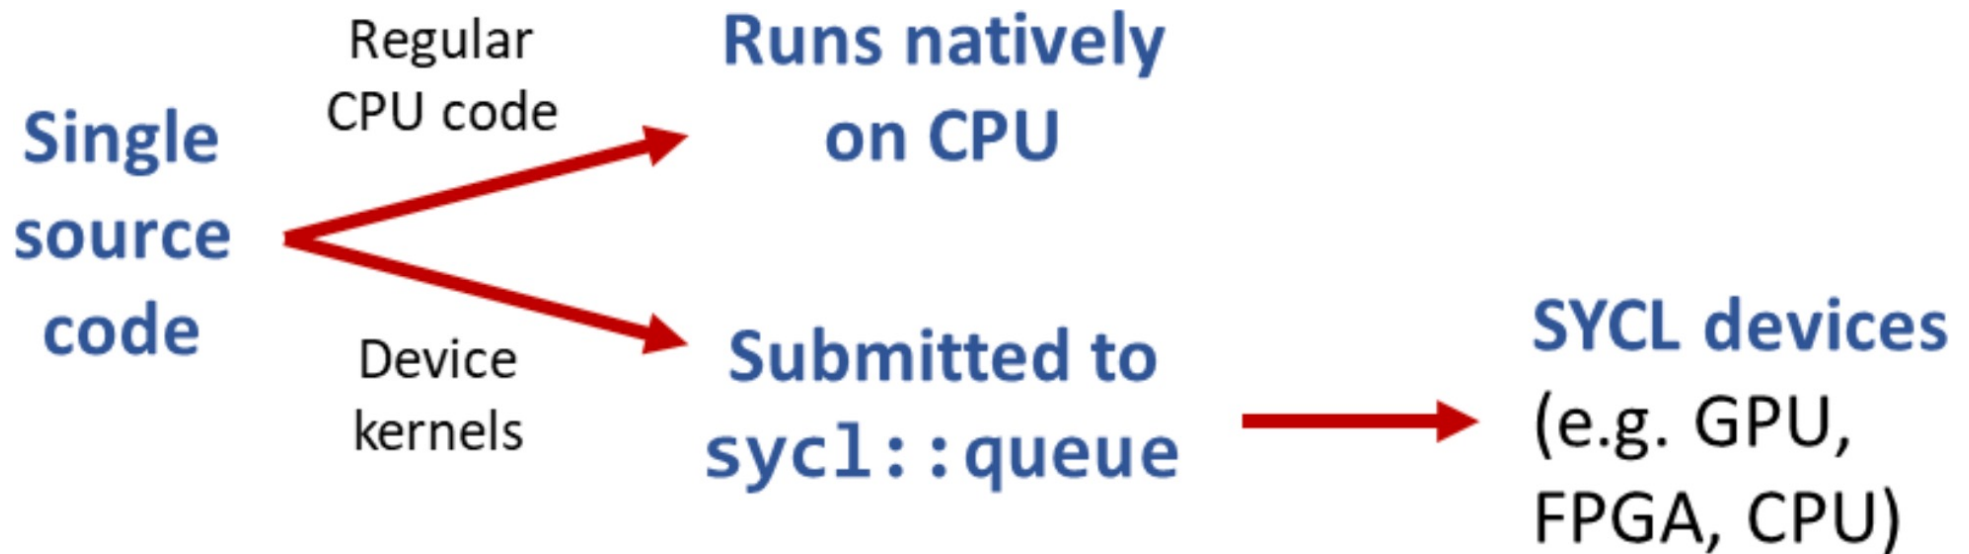 Single
source
code
Regular
CPU code
Runs natively
on CPU
Device
kernels
Submitted to
sycl::queue
SYCL devices
(e.g. GPU,
FPGA, CPU)